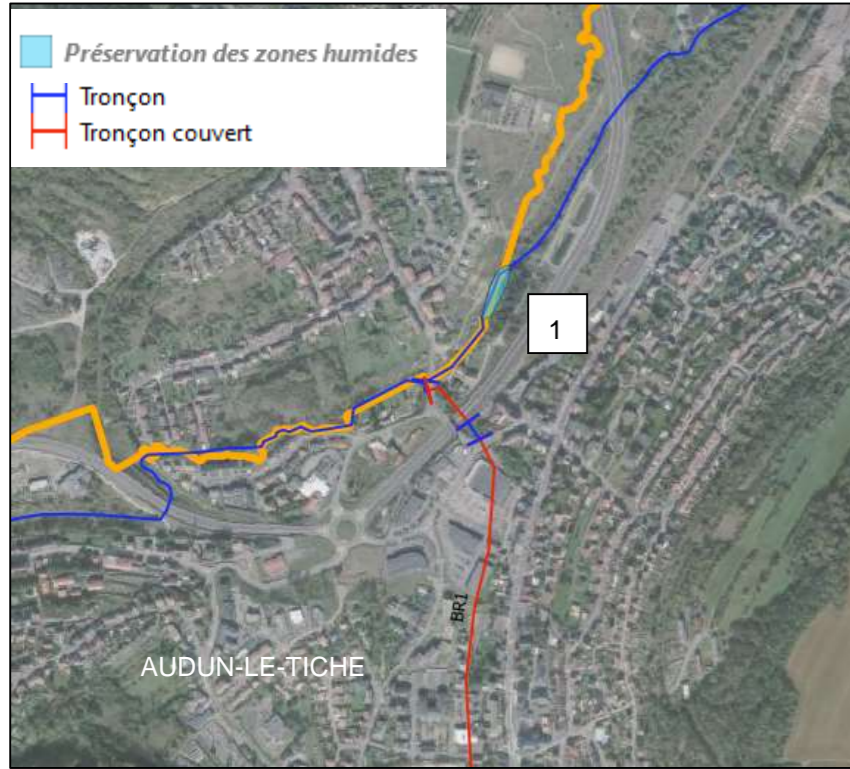 Préservation des zones humides
Tronçon
Tronçon couvert
1
BR1
AUDUN-LE-TICHE